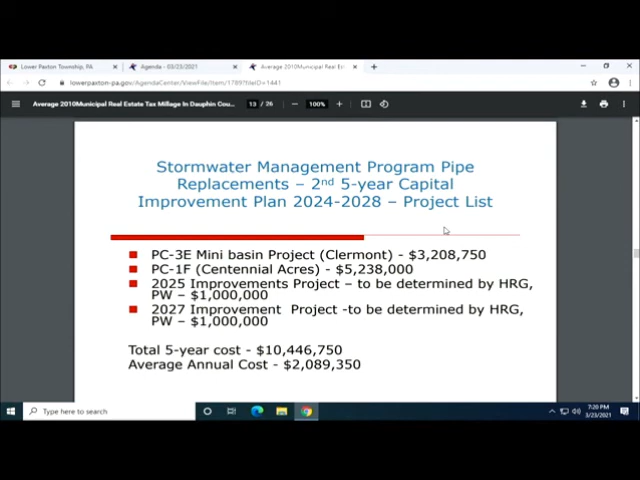 Lower Paxton Township, PA
Agenda - 03/23/2021
Average 2010Municipal Real Est
lowerpaxton-pa.gov/AgendaCenter/ViewFile/Item/1789?fileID=1441
Average 2010Municipal Real Estate Tax Millage In Dauphin Cou...
13 / 26
100%
Stormwater Management Program Pipe
Replacements – 2nd 5-year Capital
Improvement Plan 2024-2028 – Project List
PC-3E Mini basin Project (Clermont) - $3,208,750
PC-1F (Centennial Acres) - $5,238,000
2025 Improvements Project – to be determined by HRG,
PW – $1,000,000
2027 Improvement Project -to be determined by HRG,
PW – $1,000,000
Total 5-year cost - $10,446,750
Average Annual Cost - $2,089,350
Type here to search
7:20 PM
3/23/2021